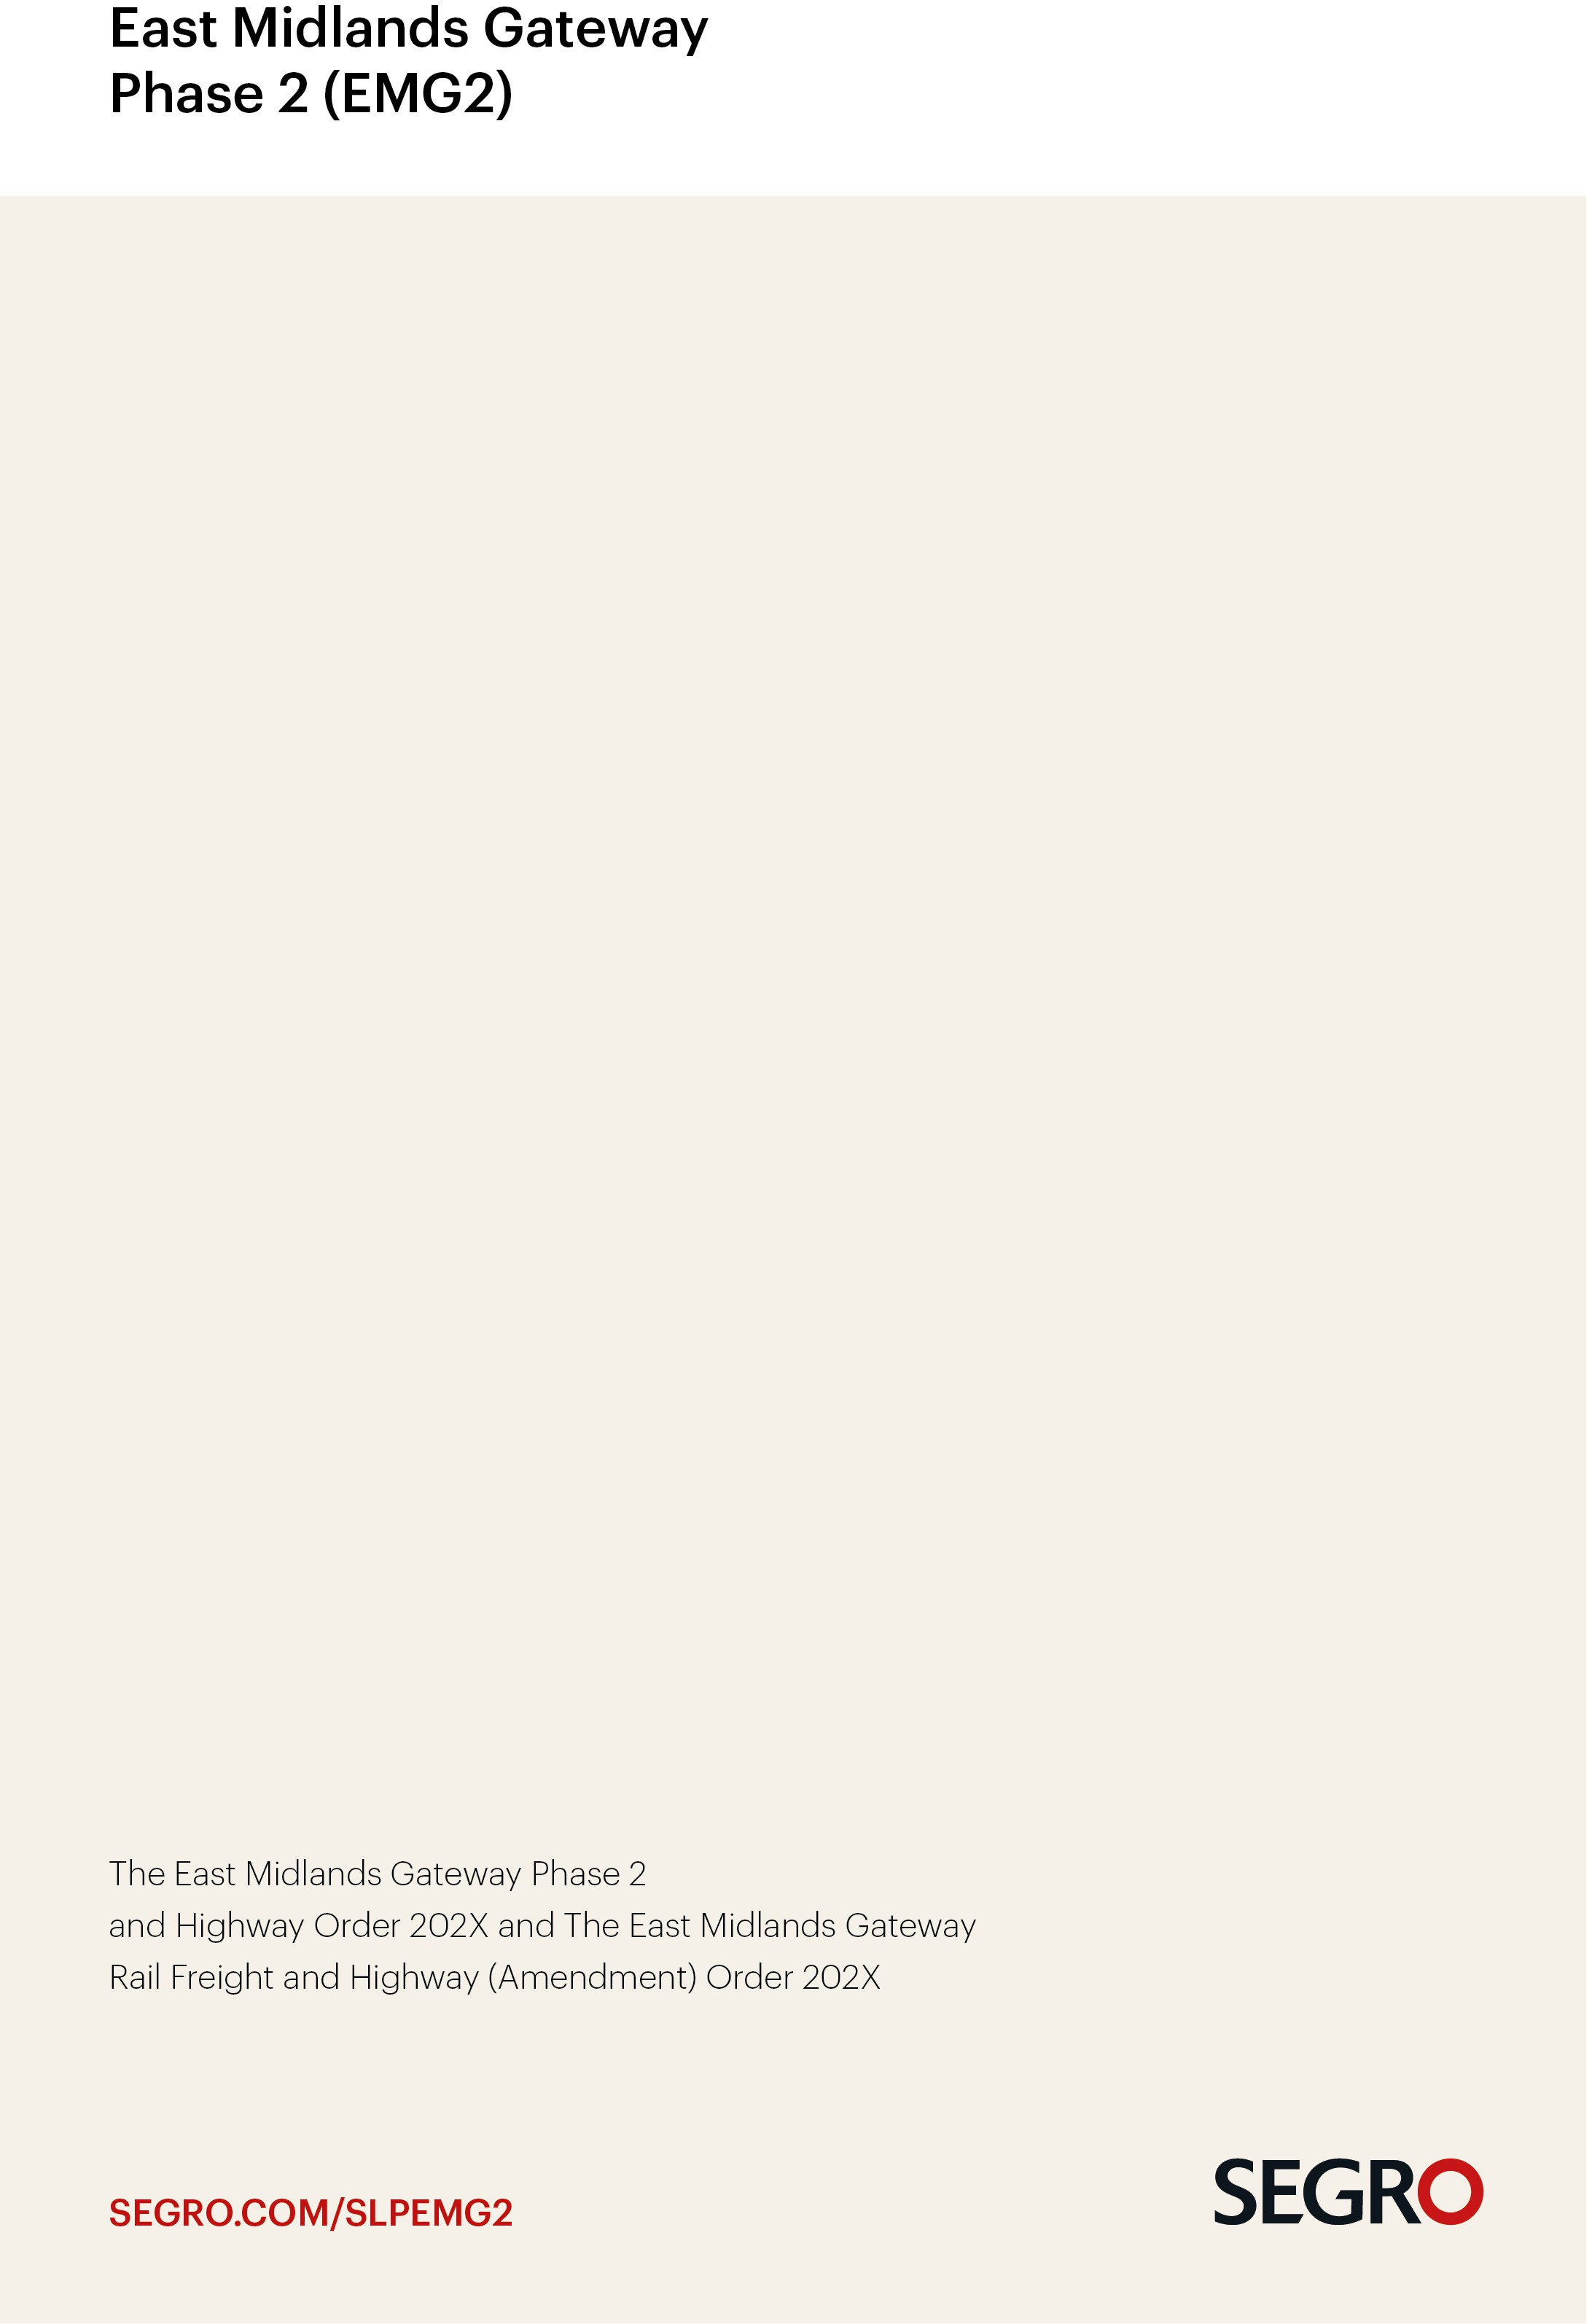 East Midlands Gateway
Phase 2 (EMG2)
The East Midlands Gateway Phase 2
and Highway Order 202X and The East Midlands Gateway
Rail Freight and Highway (Amendment) Order 202X
SEGRO.COM/SLPEMG2
SEGRO